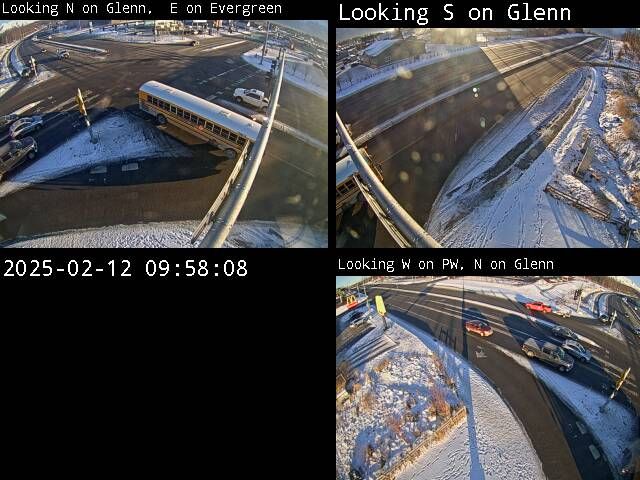 Looking N on Glenn,  E on Evergreen
Looking S on Glenn
2025-02-12 09:58:08
Looking W on PW, N on Glenn